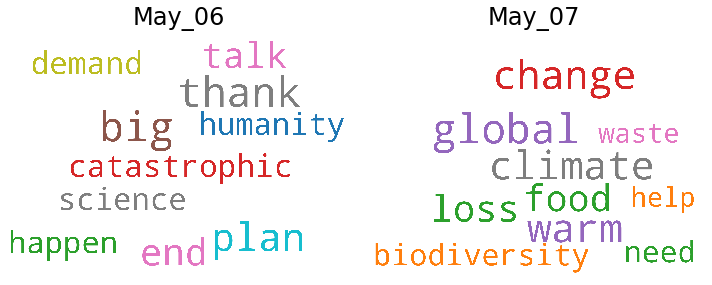 May_06
demand
talk
thank
big
humanity
catastrophic
science
happen
end
plan
May_07
change
global
waste
climate
food
help
loss
warm
biodiversity
need